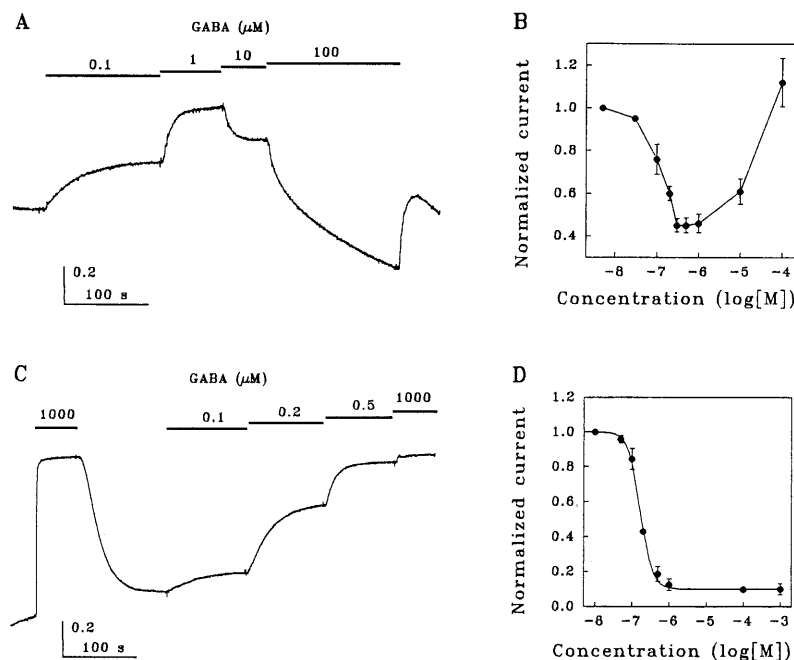 A
GABA (μM)
0.1
1
10
100
0.2
100 s
B
Normalized current
1.2
1.0
0.8
0.6
0.4
−8 −7 −6 −5 −4
Concentration (log[M])
C
GABA (μM)
1000
0.1
0.2
0.5
1000
0.2
100 s
D
Normalized current
1.2
1.0
0.8
0.6
0.4
0.2
0.0
−8 −7 −6 −5 −4 −3
Concentration (log[M])